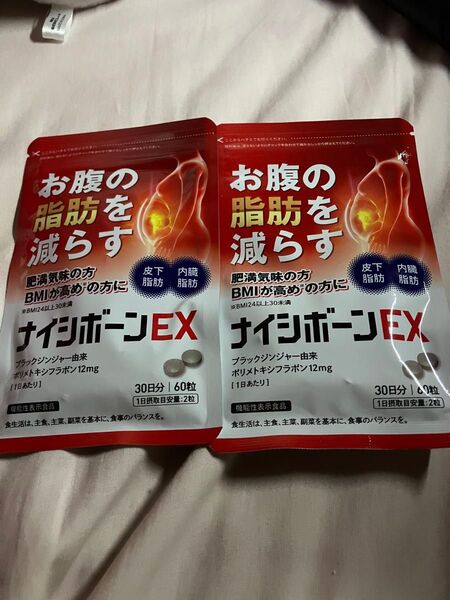 お腹の
脂肪を
減らす
肥満気味の方
BMIが高めの方に
※BMI24以上30未満
皮下
脂肪
内臓
脂肪
ナイシボーンEX
ブラックジンジャー由来
ポリメトキシフラボン12mg
[1日あたり]
30日分 | 60粒
1日摂取目安量:2粒
機能性表示食品
食生活は、主食、主菜、副菜を基本に、食事のバランスを。
お腹の
脂肪を
減らす
肥満気味の方
BMIが高め※の方に
※BMI24以上30未満
皮下
脂肪
内臓
脂肪
ナイシボーンEX
ブラックジンジャー由来
ポリメトキシフラボン12mg
[1日あたり]
30日分 | 60粒
1日摂取目安量:2粒
機能性表示食品
食生活は、主食、主菜、副菜を基本に、食事のバランスを。